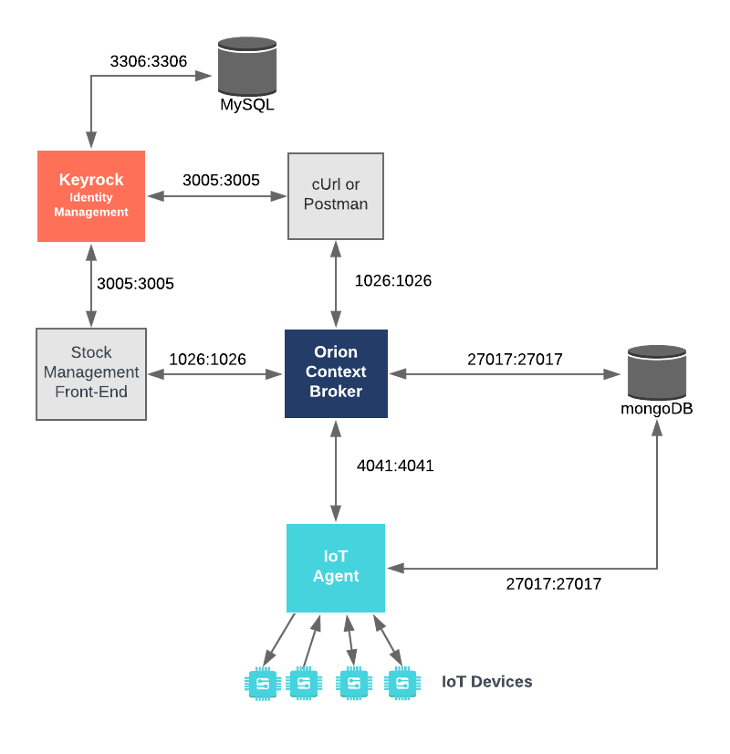 3306:3306
MySQL
Keyrock
Identity
Management
3005:3005
cUrl or
Postman
3005:3005
1026:1026
Stock
Management
Front-End
1026:1026
Orion
Context
Broker
27017:27017
mongoDB
4041:4041
IoT
Agent
27017:27017
IoT Devices